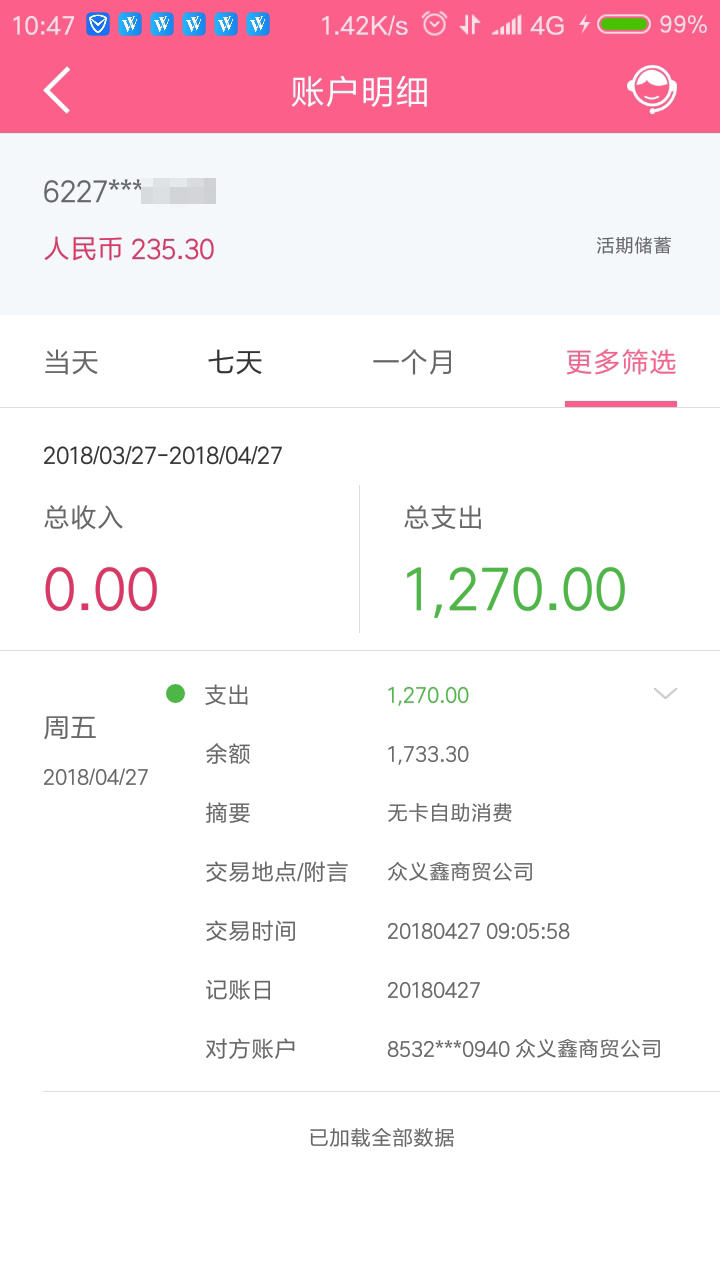 10:47 1.42K/s 4G 99%
账户明细
6227***
人民币 235.30 活期储蓄
当天 七天 一个月 更多筛选
2018/03/27-2018/04/27
总收入 总支出
0.00 1,270.00
支出 1,270.00
周五
余额 1,733.30
2018/04/27
摘要 无卡自助消费
交易地点/附言 众义鑫商贸公司
交易时间 20180427 09:05:58
记账日 20180427
对方账户 8532***0940 众义鑫商贸公司
已加载全部数据